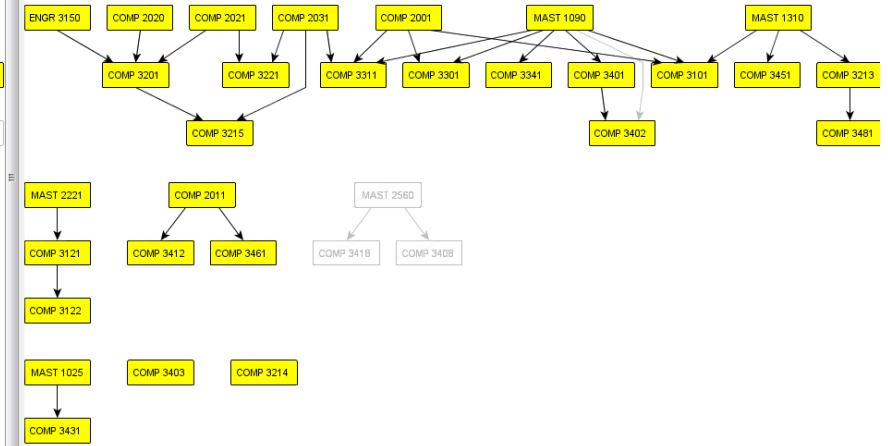 ENGR 3150 COMP 2020 COMP 2021 COMP 2031 COMP 2001 MAST 1090 MAST 1310
COMP 3201 COMP 3221 COMP 3311 COMP 3301 COMP 3341 COMP 3401 COMP 3101 COMP 3451 COMP 3213
COMP 3215 COMP 3402 COMP 3481
MAST 2221 COMP 2011 MAST 2560
COMP 3121 COMP 3412 COMP 3461 COMP 3418 COMP 3408
COMP 3122
MAST 1025 COMP 3403 COMP 3214
COMP 3431